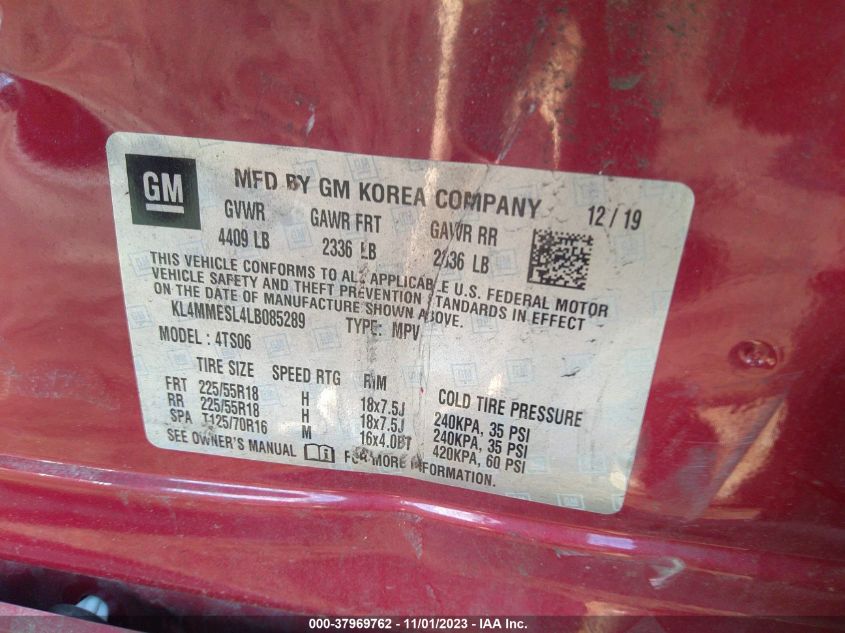 GM
MFD BY GM KOREA COMPANY 12 / 19
GVWR GAWR FRT GAWR RR
4409 LB 2336 LB LB
THIS VEHICLE CONFORMS TO ALL APPLICABLE U.S. FEDERAL MOTOR
VEHICLE SAFETY AND THEFT PREVENTION STANDARDS IN EFFECT
ON THE DATE OF MANUFACTURE SHOWN ABOVE.
KL4MMESL4LB085289 TYPE: MPV
MODEL : 4TS06
TIRE SIZE SPEED RTG RIM COLD TIRE PRESSURE
FRT 225/55R18 H 18x7.5J 240KPA, 35 PSI
RR 225/55R18 H 18x7.5J 240KPA, 35 PSI
SPA T125/70R16 M 16x4.0BT 420KPA, 60 PSI
SEE OWNER'S MANUAL FOR MORE INFORMATION.
000-37969762 - 11/01/2023 - IAA Inc.